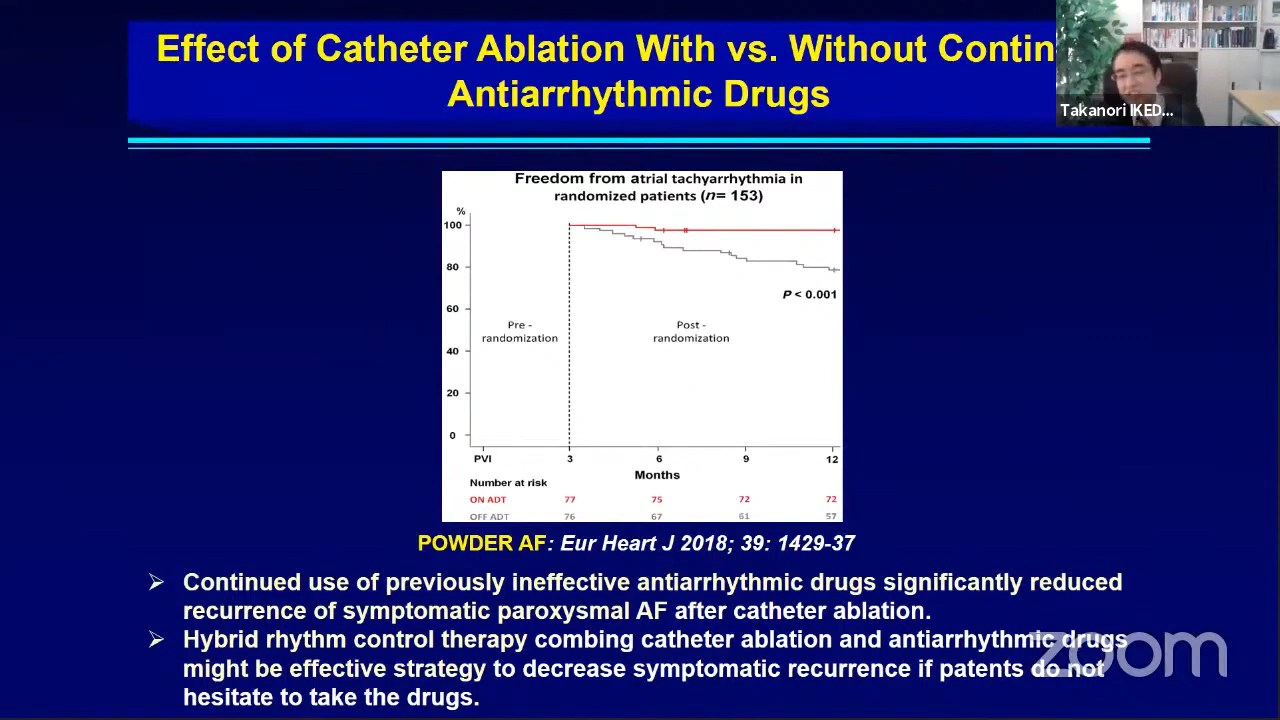 Effect of Catheter Ablation With vs. Without Contin
Antiarrhythmic Drugs
Takanori IKED...
Freedom from atrial tachyarrhythmia in
randomized patients (n= 153)
%
100
80
60
40
20
0
P < 0.001
Pre -
randomization
Post -
randomization
PVI 3 6 9 12
Months
Number at risk
ON ADT 77 75 72 72
OFF ADT 76 67 61 57
POWDER AF: Eur Heart J 2018; 39: 1429-37
➢ Continued use of previously ineffective antiarrhythmic drugs significantly reduced
recurrence of symptomatic paroxysmal AF after catheter ablation.
➢ Hybrid rhythm control therapy combing catheter ablation and antiarrhythmic drugs
might be effective strategy to decrease symptomatic recurrence if patents do not
hesitate to take the drugs.
zoom